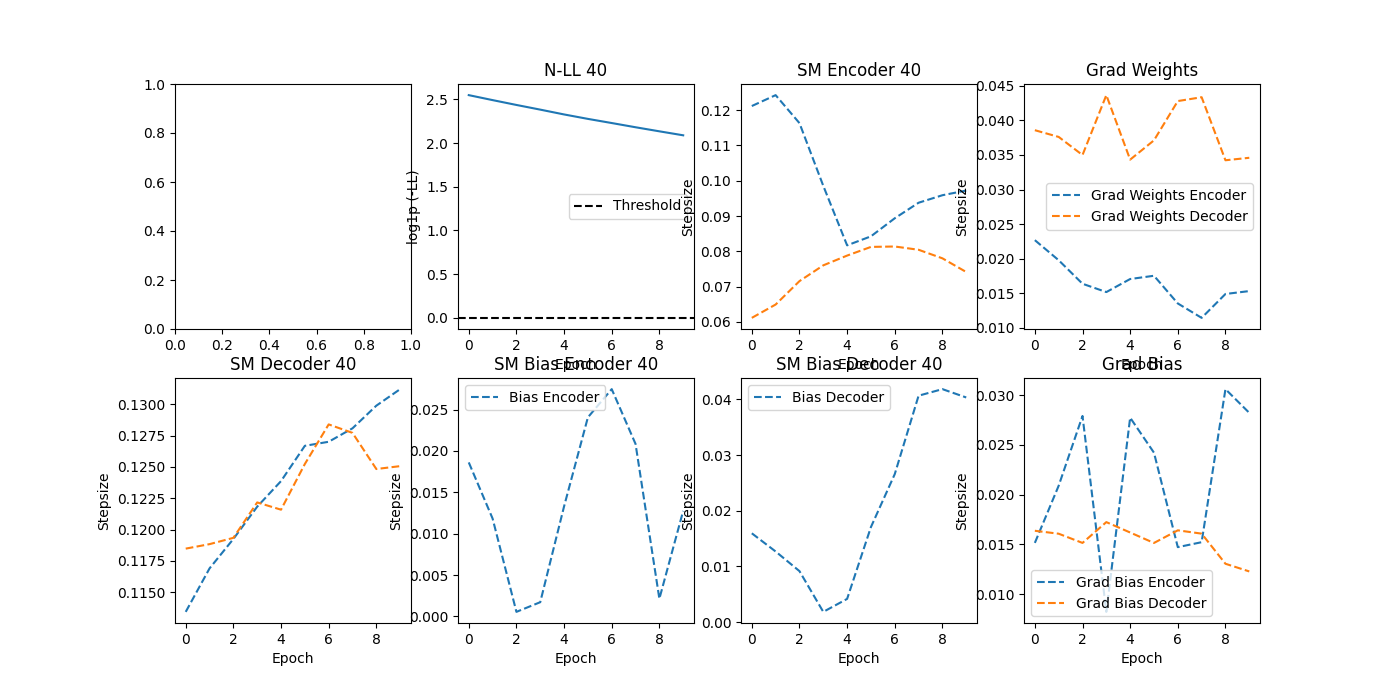 N-LL 40
SM Encoder 40
Grad Weights
1.0
0.8
0.6
0.4
0.2
0.0
0.0 0.2 0.4 0.6 0.8 1.0
log1p (-LL)
2.5
2.0
1.5
1.0
0.5
0.0
Threshold
0 2 4 6 8
Epoch
Stepsize
0.12
0.11
0.10
0.09
0.08
0.07
0.06
0 2 4 6 8
Epoch
Stepsize
0.045
0.040
0.035
0.030
0.025
0.020
0.015
0.010
Grad Weights Encoder
Grad Weights Decoder
0 2 4 6 8
Epoch
SM Decoder 40
SM Bias Encoder 40
SM Bias Decoder 40
Grad Bias
Stepsize
0.1300
0.1275
0.1250
0.1225
0.1200
0.1175
0.1150
0 2 4 6 8
Epoch
Stepsize
0.025
0.020
0.015
0.010
0.005
0.000
Bias Encoder
0 2 4 6 8
Epoch
Stepsize
0.04
0.03
0.02
0.01
0.00
Bias Decoder
0 2 4 6 8
Epoch
Stepsize
0.030
0.025
0.020
0.015
0.010
Grad Bias Encoder
Grad Bias Decoder
0 2 4 6 8
Epoch